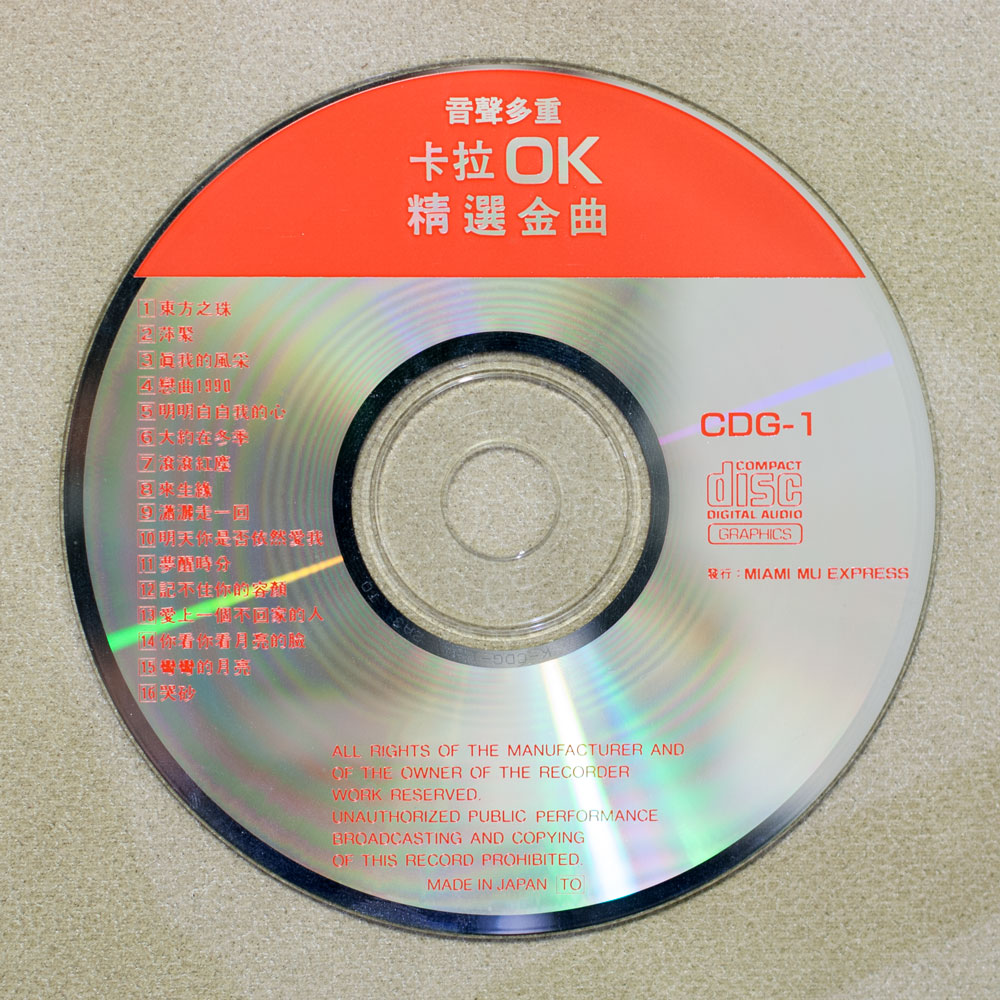 音聲多重
卡拉OK
精選金曲
1 東方之珠
2 萍聚
3 眞我的風采
4 戀曲1990
5 明明白白我的心
6 大約在冬季
7 滾滾紅塵
8 來生緣
9 瀟灑走一回
10 明天你是否依然愛我
11 夢醒時分
12 記不住你的容顏
13 愛上一個不回家的人
14 你看你看月亮的臉
15 彎彎的月亮
16 哭砂
CDG-1
COMPACT
disc
DIGITAL AUDIO
GRAPHICS
發行：MIAMI MU EXPRESS
ALL RIGHTS OF THE MANUFACTURER AND
OF THE OWNER OF THE RECORDER
WORK RESERVED.
UNAUTHORIZED PUBLIC PERFORMANCE
BROADCASTING AND COPYING
OF THIS RECORD PROHIBITED.
MADE IN JAPAN [TO]